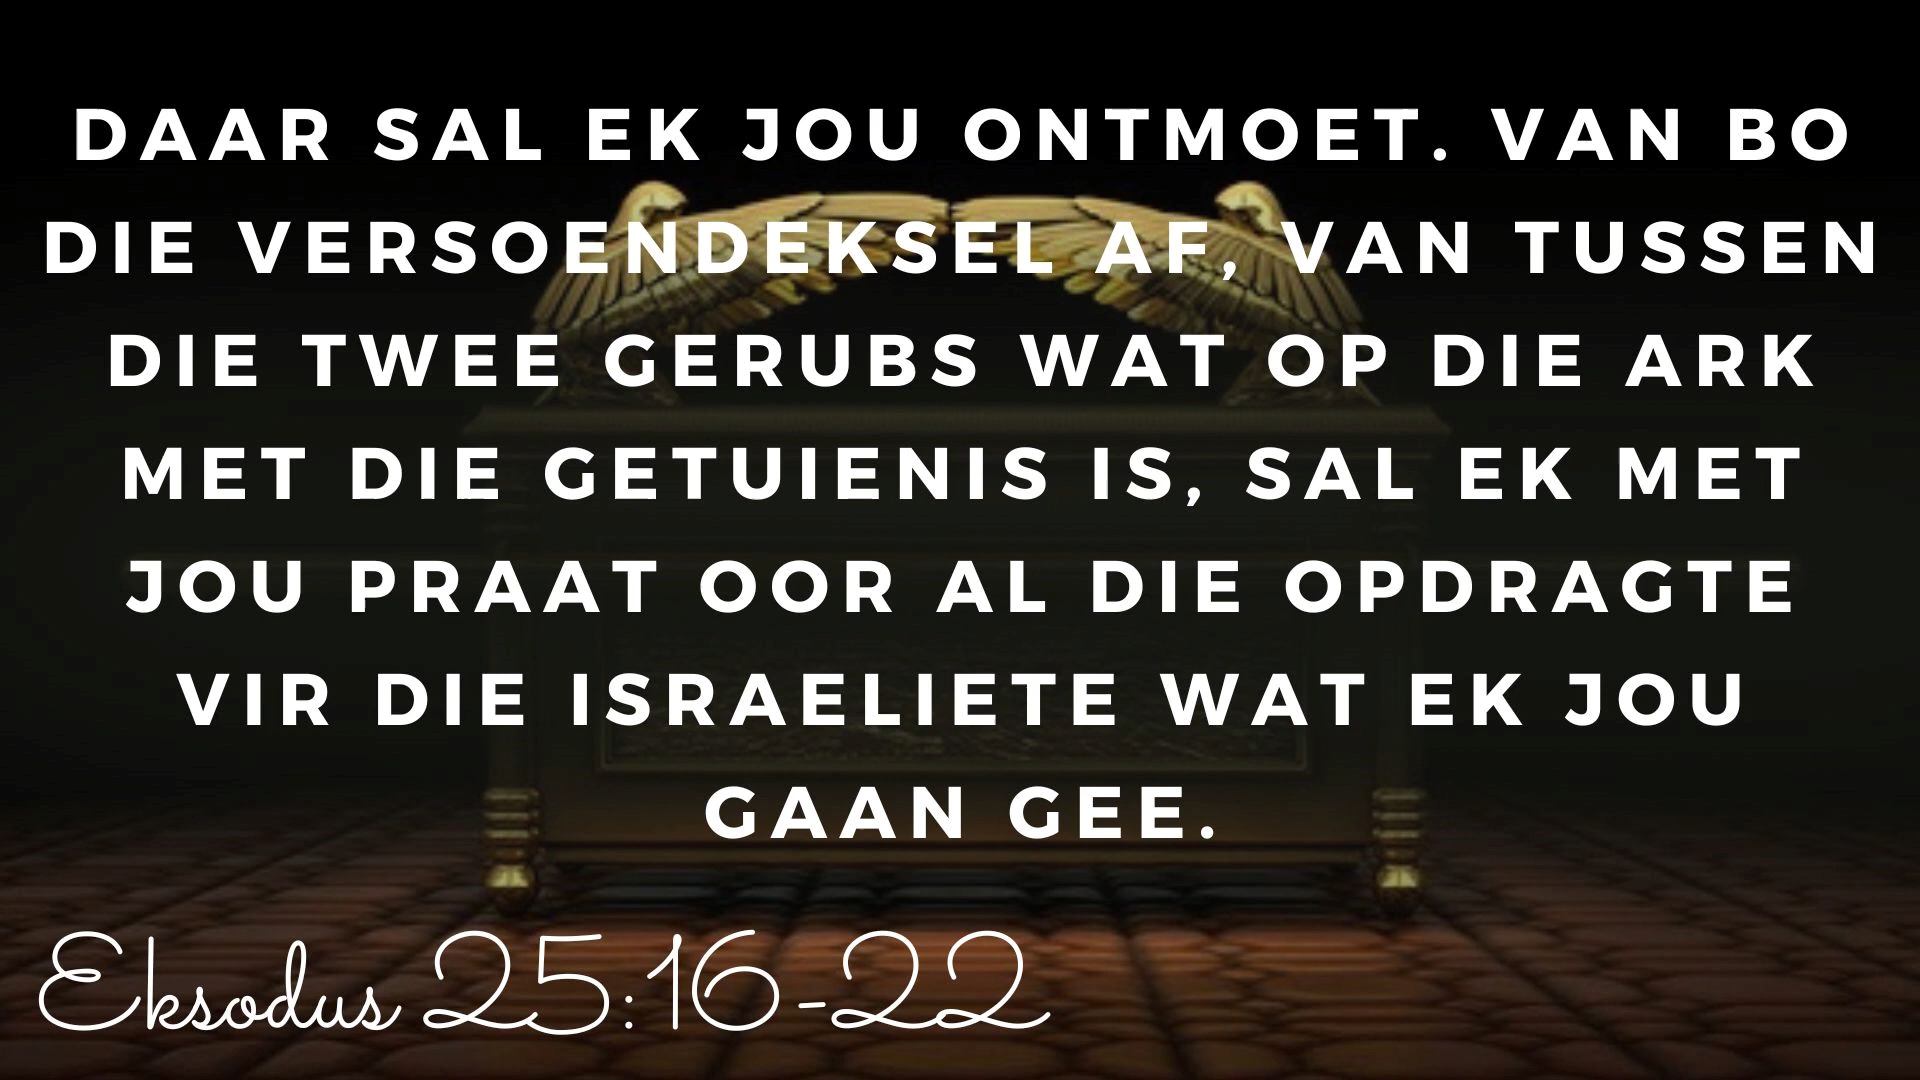 DAAR SAL EK JOU ONTMOET. VAN BO
DIE VERSOENDEKSEL AF, VAN TUSSEN
DIE TWEE GERUBS WAT OP DIE ARK
MET DIE GETUIENIS IS, SAL EK MET
JOU PRAAT OOR AL DIE OPDRAGTE
VIR DIE ISRAELIETE WAT EK JOU
GAAN GEE.
Eksodus 25:16-22